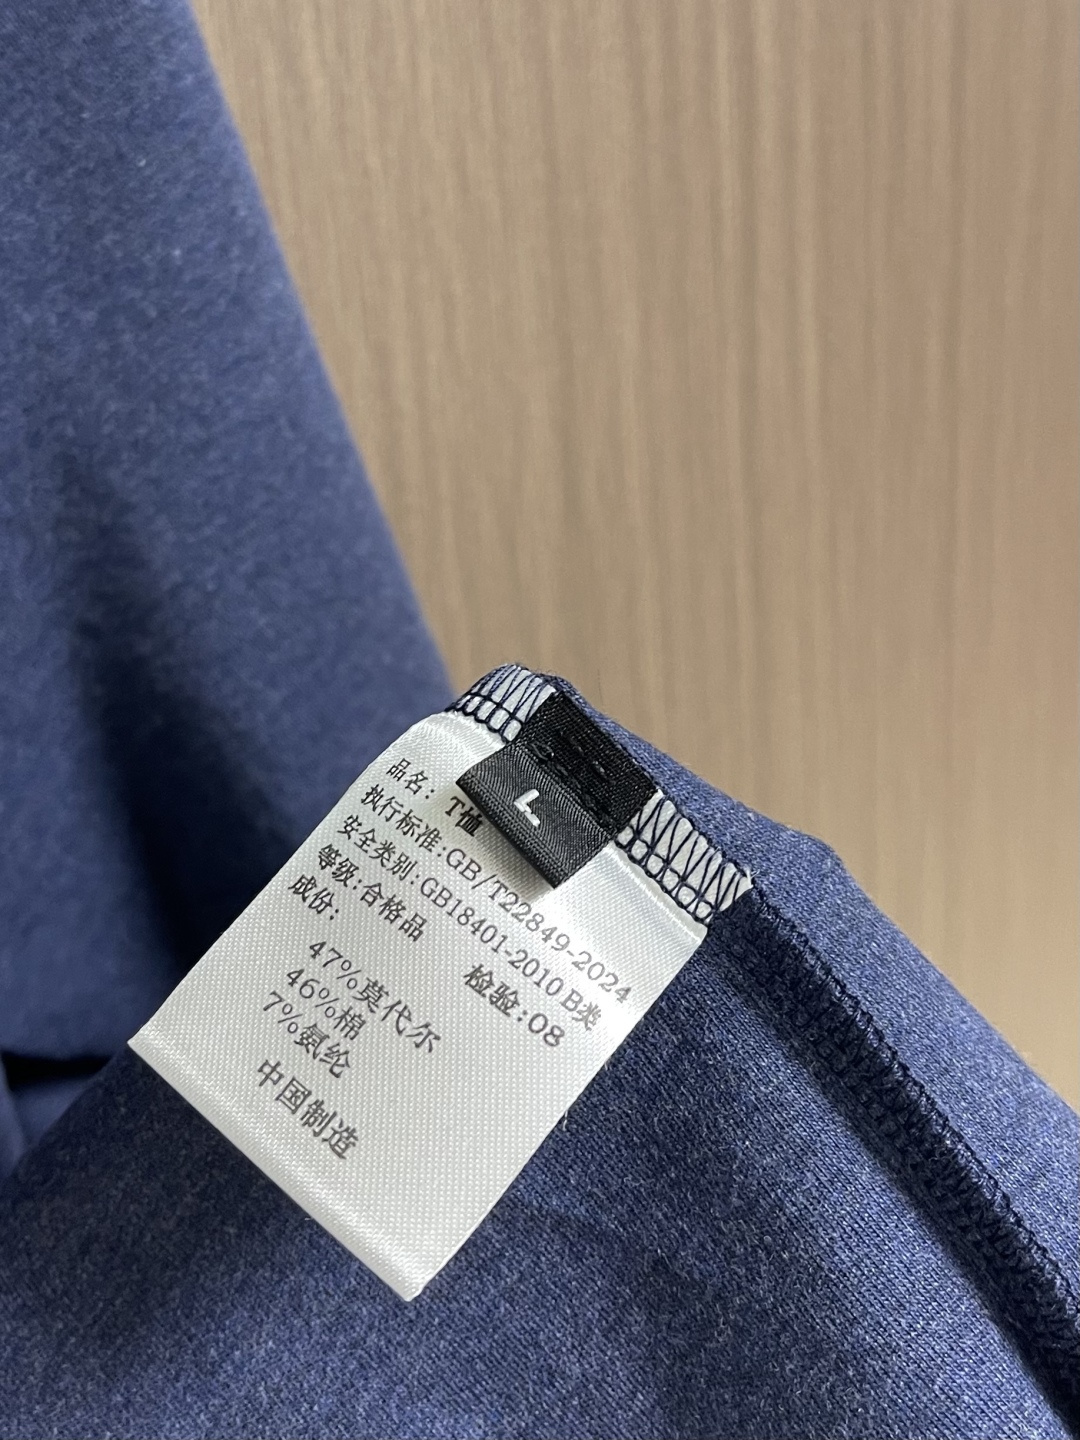 L
品名: T恤
执行标准:GB/T22849-2024
安全类别:GB18401-2010 B类
等级:合格品 检验:08
成份:
47%莫代尔
46%棉
7%氨纶
中国制造